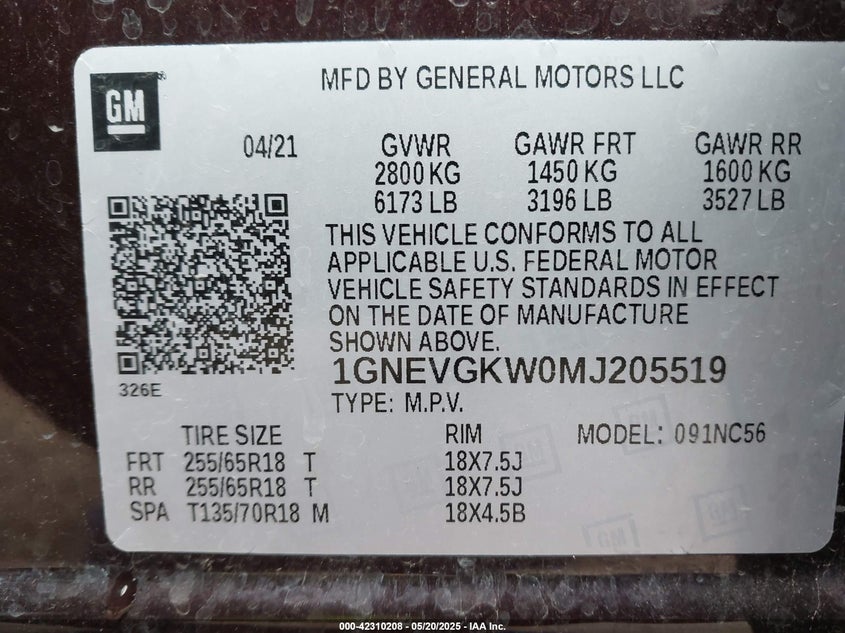 GM
MFD BY GENERAL MOTORS LLC
04/21
GVWR GAWR FRT GAWR RR
2800 KG 1450 KG 1600 KG
6173 LB 3196 LB 3527 LB
THIS VEHICLE CONFORMS TO ALL
APPLICABLE U.S. FEDERAL MOTOR
VEHICLE SAFETY STANDARDS IN EFFECT
ON THE DATE OF MANUFACTURE
SHOWN ABOVE.
1GNEVGKW0MJ205519
326E
TYPE: M.P.V.
TIRE SIZE RIM MODEL: 091NC56
FRT 255/65R18 T 18X7.5J
RR 255/65R18 T 18X7.5J
SPA T135/70R18 M 18X4.5B
GM
000-42310208 - 05/20/2025 - IAA Inc.